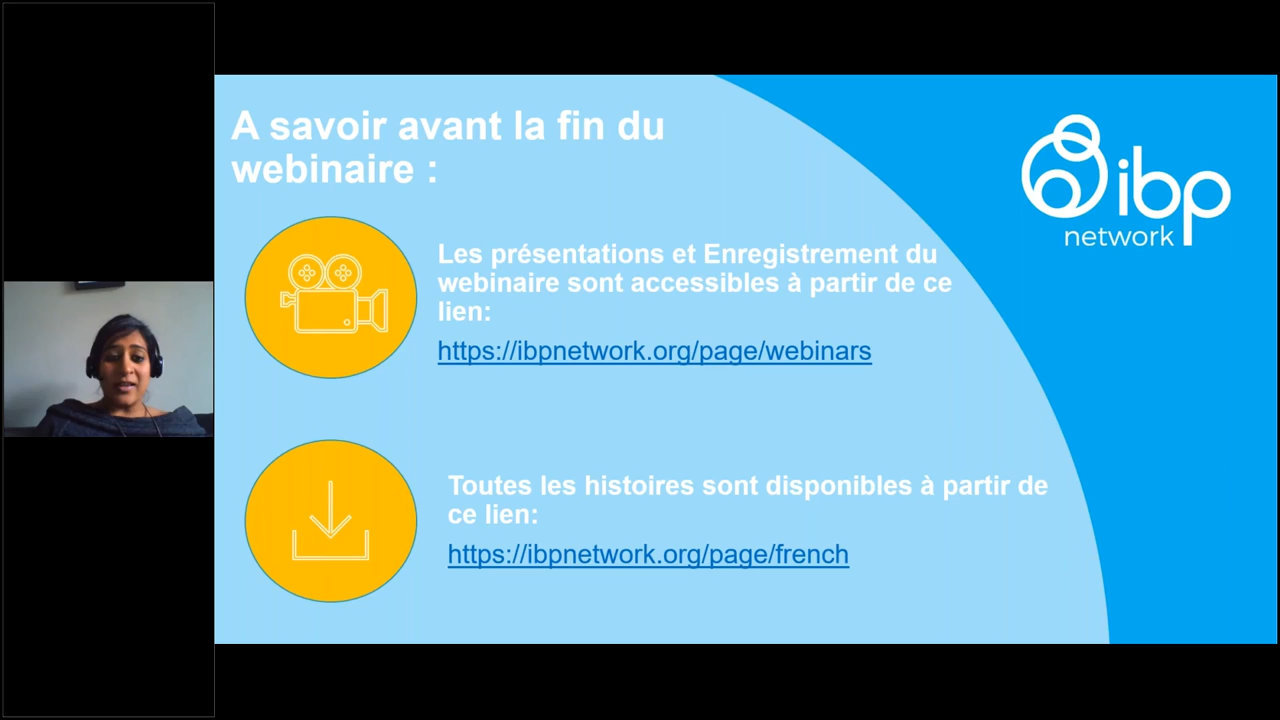 A savoir avant la fin du
webinaire :
ibp
network
Les présentations et Enregistrement du
webinaire sont accessibles à partir de ce
lien:
https://ibpnetwork.org/page/webinars
Toutes les histoires sont disponibles à partir de
ce lien:
https://ibpnetwork.org/page/french